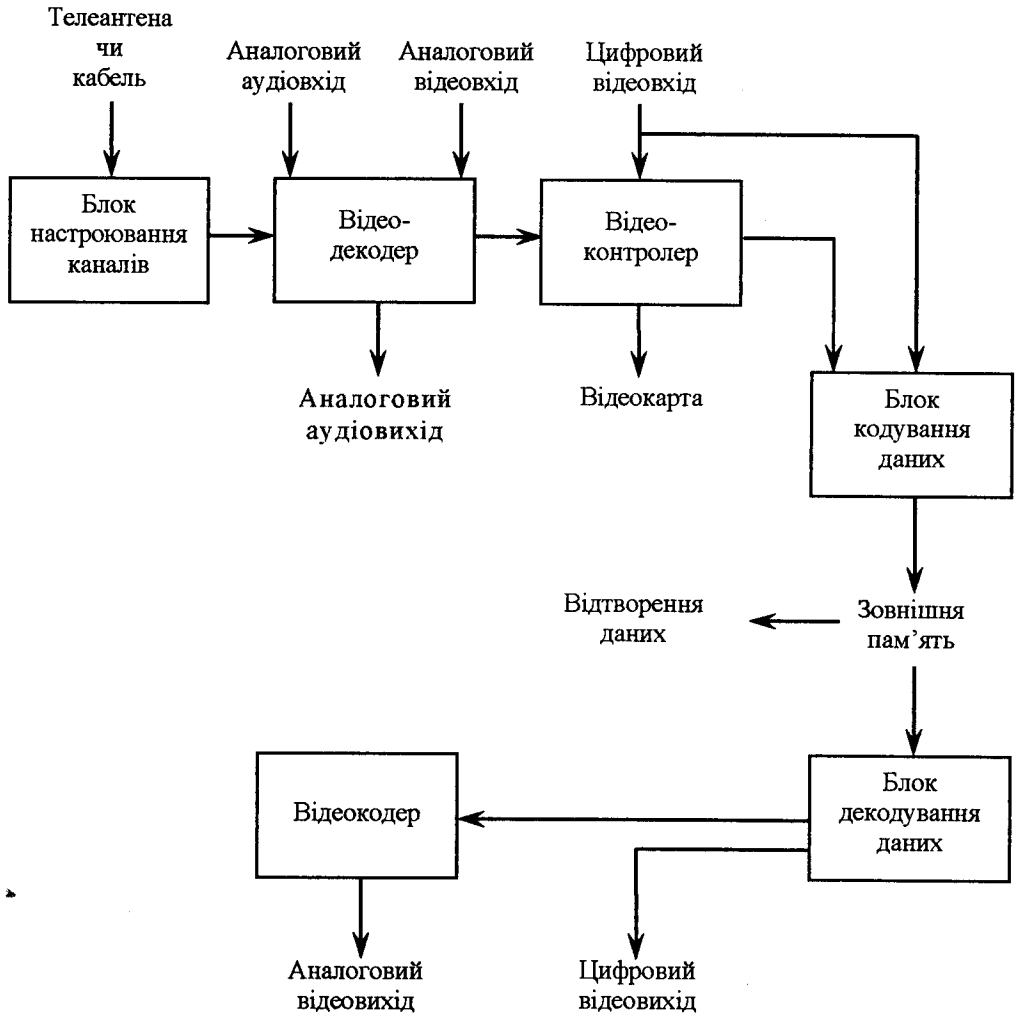 Телеантена
чи
кабель
Аналоговий
аудіовхід
Аналоговий
відеовхід
Цифровий
відеовхід
Блок
настроювання
каналів
Відео-
декодер
Відео-
контролер
Аналоговий
аудіовихід
Відеокарта
Блок
кодування
даних
Відтворення
даних
Зовнішня
пам’ять
Відеокодер
Блок
декодування
даних
Аналоговий
відеовихід
Цифровий
відеовихід